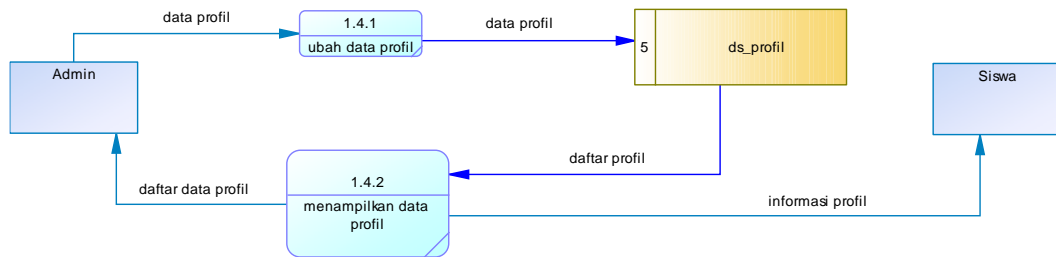 data profil
1.4.1
ubah data profil
data profil
5
ds_profil
Admin
Siswa
daftar profil
1.4.2
menampilkan data
profil
daftar data profil
informasi profil